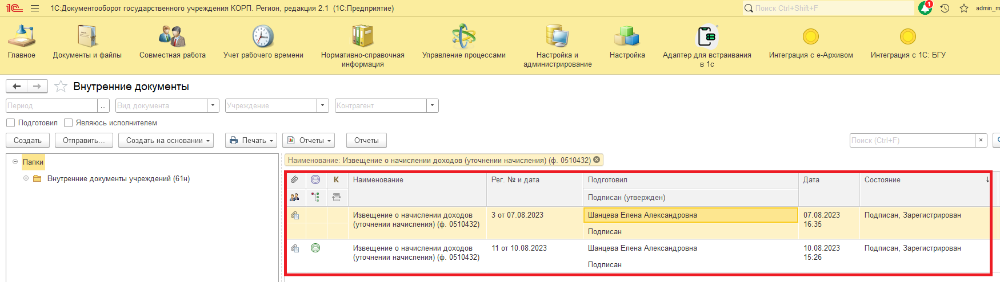 1С:Документооборот государственного учреждения КОРП. Регион, редакция 2.1 (1С:Предприятие)
Поиск Ctrl+Shift+F
1
admin_m
Главное
Документы и файлы
Совместная работа
Учет рабочего времени
Нормативно-справочная
информация
Управление процессами
Настройка и
администрирование
Настройка
Адаптер для встраивания
в 1с
Интеграция с е-Архивом
Интеграция с 1С: БГУ
Внутренние документы
Период
...
Вид документа
Учреждение
Контрагент
Подготовил
Являюсь исполнителем
Создать
Отправить...
Создать на основании
Печать
Отчеты
Отчеты
Поиск (Ctrl+F)
×
Папки
Внутренние документы учреждений (61н)
Наименование: Извещение о начислении доходов (уточнении начисления) (ф. 0510432)
К
Наименование
Рег. № и дата
Подготовил
Дата
Состояние
Подписан (утвержден)
Извещение о начислении доходов
(уточнении начисления) (ф. 0510432)
3 от 07.08.2023
Шанцева Елена Александровна
Подписан
07.08.2023
16:35
Подписан, Зарегистрирован
Извещение о начислении доходов
(уточнении начисления) (ф. 0510432)
11 от 10.08.2023
Шанцева Елена Александровна
Подписан
10.08.2023
15:26
Подписан, Зарегистрирован